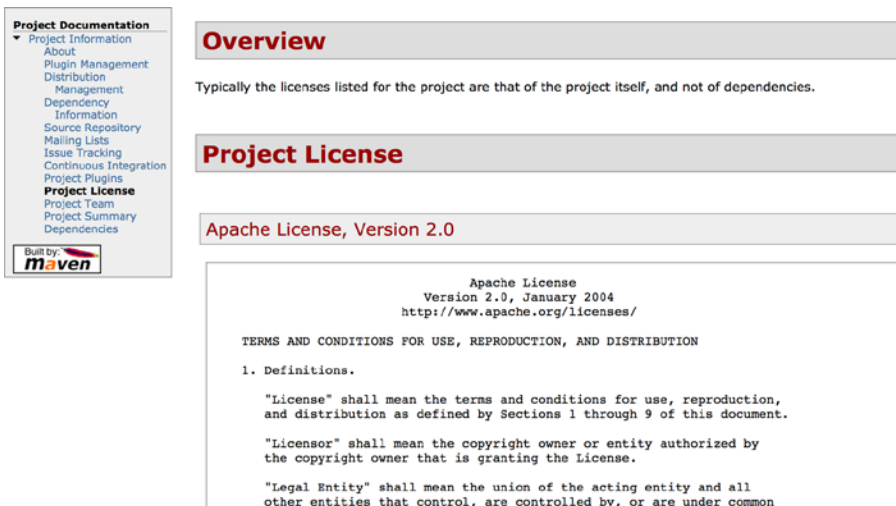 Project Documentation
Project Information
About
Plugin Management
Distribution
Management
Dependency
Information
Source Repository
Mailing Lists
Issue Tracking
Continuous Integration
Project Plugins
Project License
Project Team
Project Summary
Dependencies
Built by:
maven
Overview
Typically the licenses listed for the project are that of the project itself, and not of dependencies.
Project License
Apache License, Version 2.0
Apache License
Version 2.0, January 2004
http://www.apache.org/licenses/
TERMS AND CONDITIONS FOR USE, REPRODUCTION, AND DISTRIBUTION
1. Definitions.
"License" shall mean the terms and conditions for use, reproduction,
and distribution as defined by Sections 1 through 9 of this document.
"Licensor" shall mean the copyright owner or entity authorized by
the copyright owner that is granting the License.
"Legal Entity" shall mean the union of the acting entity and all
other entities that control, are controlled by, or are under common